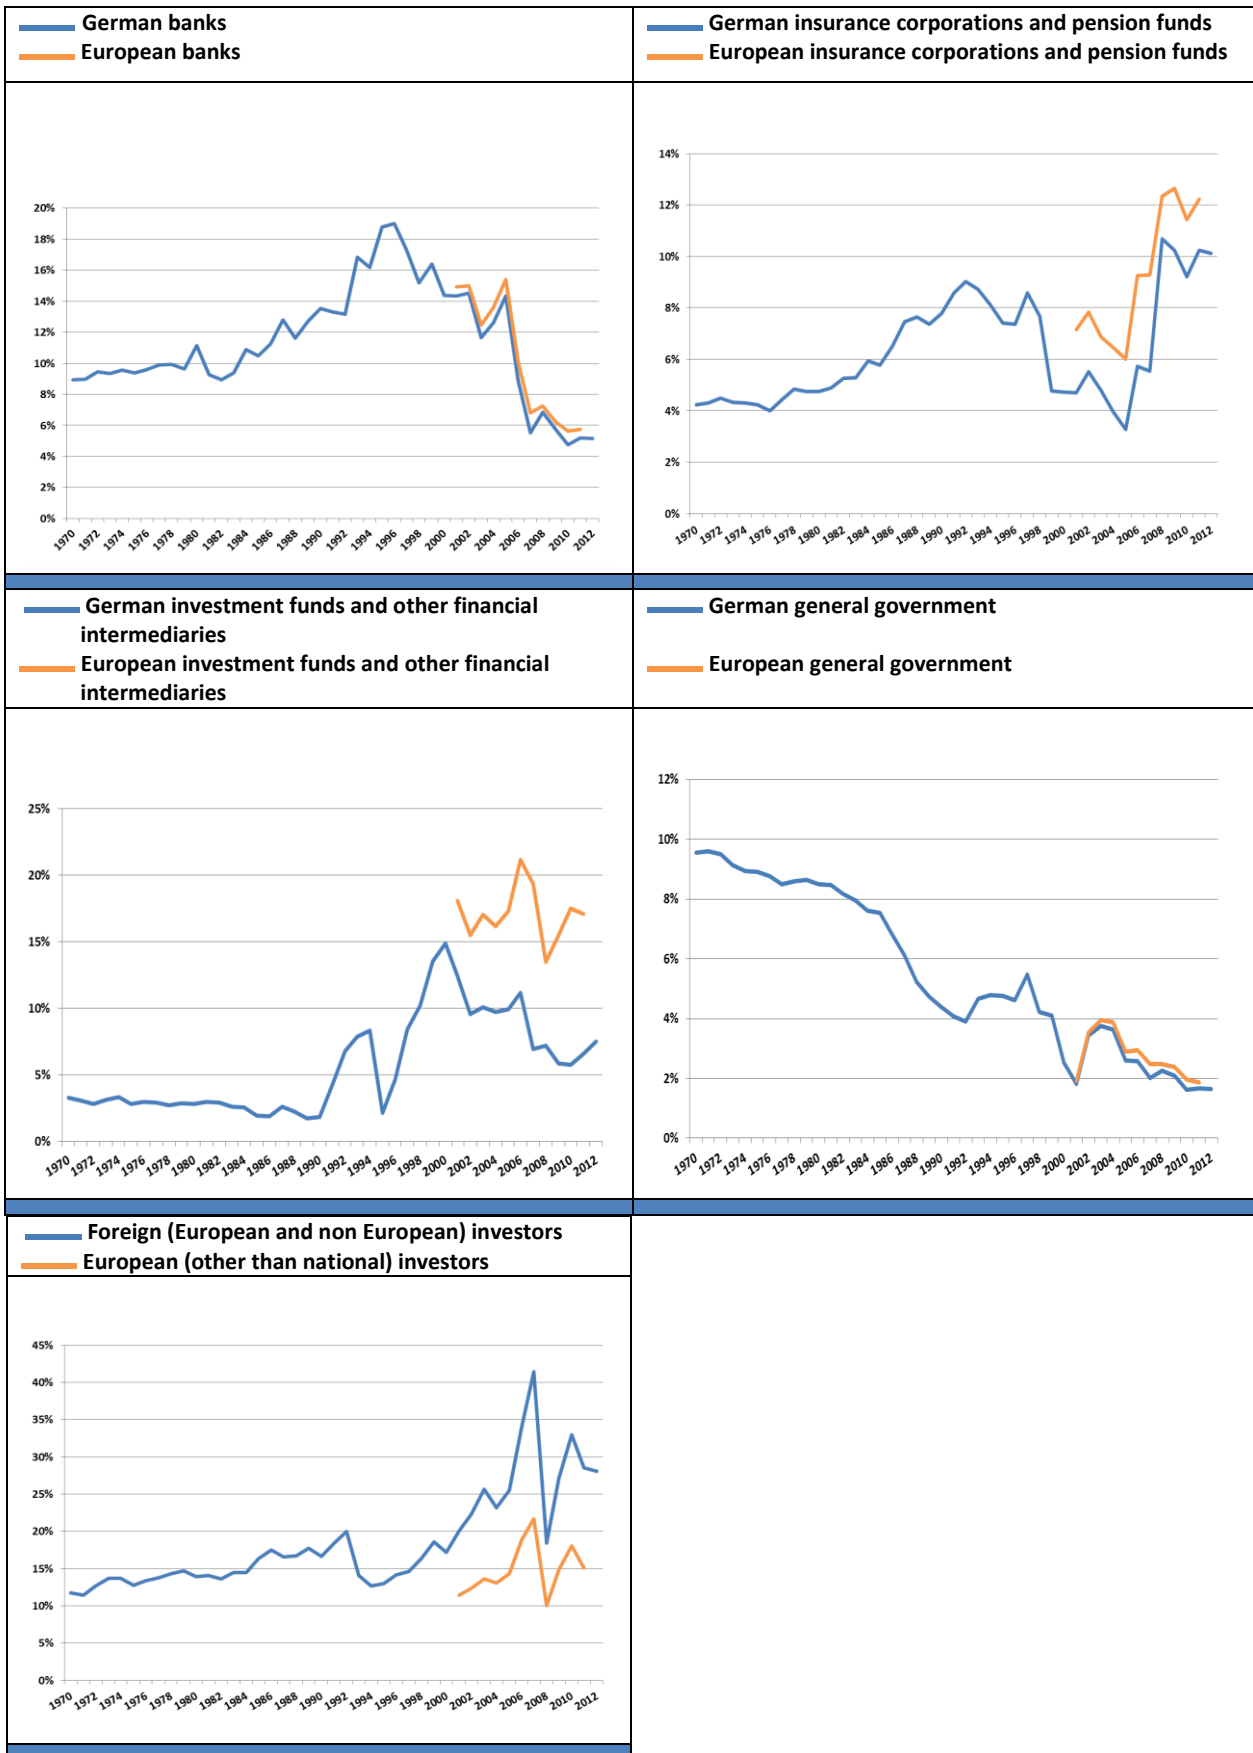 German banks
European banks
German insurance corporations and pension funds
European insurance corporations and pension funds
20%
18%
16%
14%
12%
10%
8%
6%
4%
2%
0%
1970 1972 1974 1976 1978 1980 1982 1984 1986 1988 1990 1992 1994 1996 1998 2000 2002 2004 2006 2008 2010 2012
14%
12%
10%
8%
6%
4%
2%
0%
1970 1972 1974 1976 1978 1980 1982 1984 1986 1988 1990 1992 1994 1996 1998 2000 2002 2004 2006 2008 2010 2012
German investment funds and other financial
intermediaries
European investment funds and other financial
intermediaries
German general government
European general government
25%
20%
15%
10%
5%
0%
1970 1972 1974 1976 1978 1980 1982 1984 1986 1988 1990 1992 1994 1996 1998 2000 2002 2004 2006 2008 2010 2012
12%
10%
8%
6%
4%
2%
0%
1970 1972 1974 1976 1978 1980 1982 1984 1986 1988 1990 1992 1994 1996 1998 2000 2002 2004 2006 2008 2010 2012
Foreign (European and non European) investors
European (other than national) investors
45%
40%
35%
30%
25%
20%
15%
10%
5%
0%
1970 1972 1974 1976 1978 1980 1982 1984 1986 1988 1990 1992 1994 1996 1998 2000 2002 2004 2006 2008 2010 2012